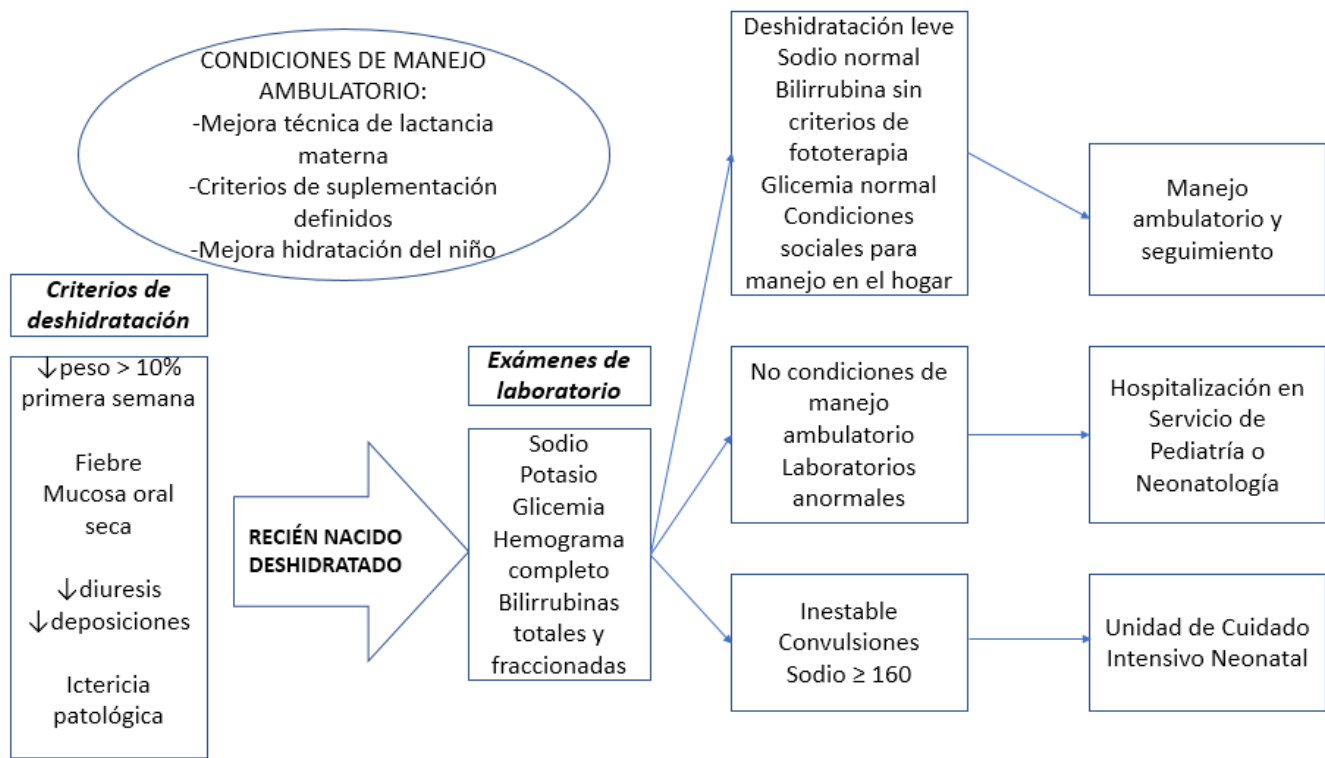 CONDICIONES DE MANEJO
AMBULATORIO:
-Mejora técnica de lactancia
materna
-Criterios de suplementación
definidos
-Mejora hidratación del niño
Criterios de
deshidratación
↓peso > 10%
primera semana
Fiebre
Mucosa oral
seca
↓diuresis
↓deposiciones
Ictericia
patológica
RECIÉN NACIDO
DESHIDRATADO
Exámenes de
laboratorio
Sodio
Potasio
Glicemia
Hemograma
completo
Bilirrubinas
totales y
fraccionadas
Deshidratación leve
Sodio normal
Bilirrubina sin
criterios de
fototerapia
Glicemia normal
Condiciones
sociales para
manejo en el hogar
Manejo
ambulatorio y
seguimiento
No condiciones de
manejo
ambulatorio
Laboratorios
anormales
Hospitalización en
Servicio de
Pediatría o
Neonatología
Inestable
Convulsiones
Sodio ≥ 160
Unidad de Cuidado
Intensivo Neonatal